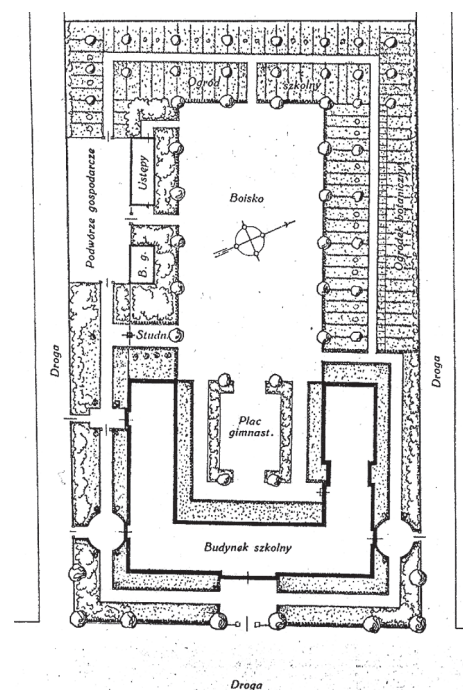 Ogród szkolny
Podwórze gospodarcze
Ustępy
Boisko
Ogródek botaniczny
B. g.
Studn.
Droga
Droga
Plac
gimnast.
Budynek szkolny
Droga